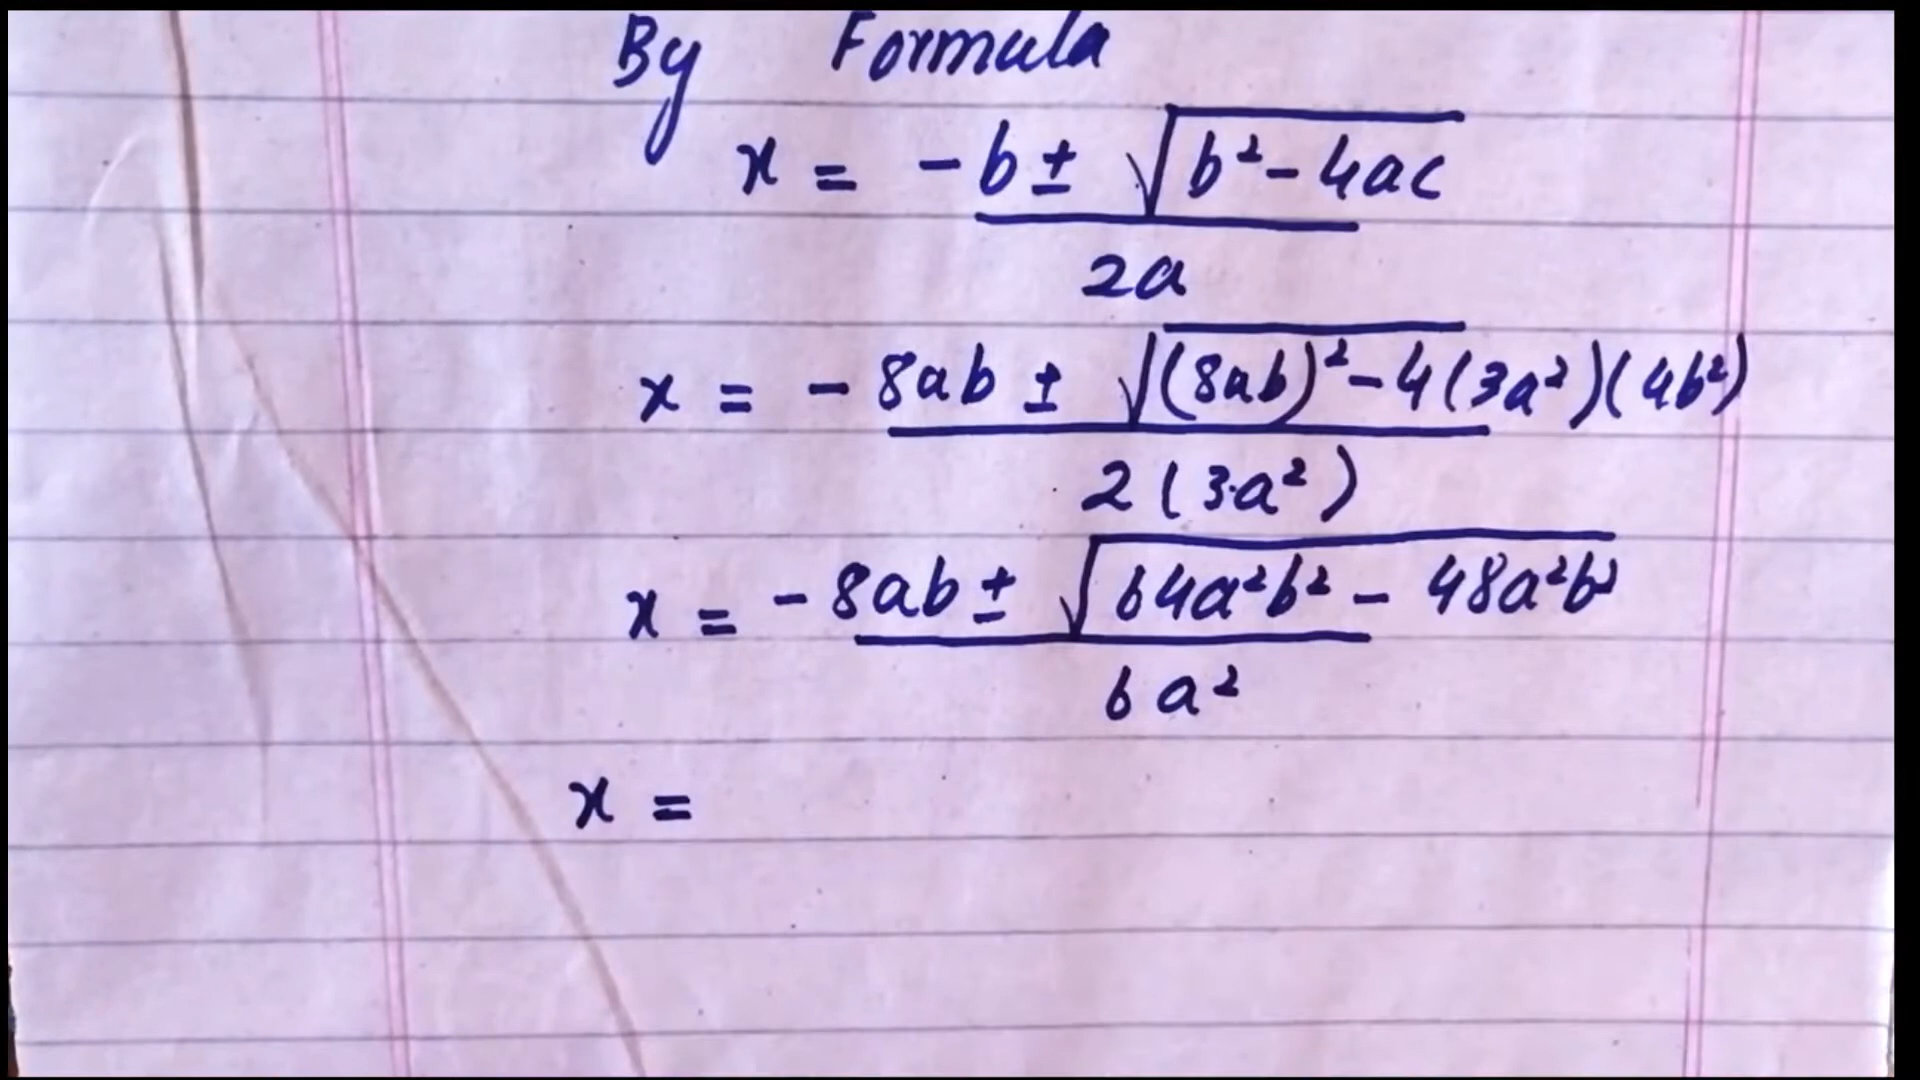 By Formula
x = -b ± √b² - 4ac
2a
x = - 8ab ± √(8ab)² - 4(3a²)(4b²)
2(3a²)
x = - 8ab ± √64a²b² - 48a²b²
6a²
x =